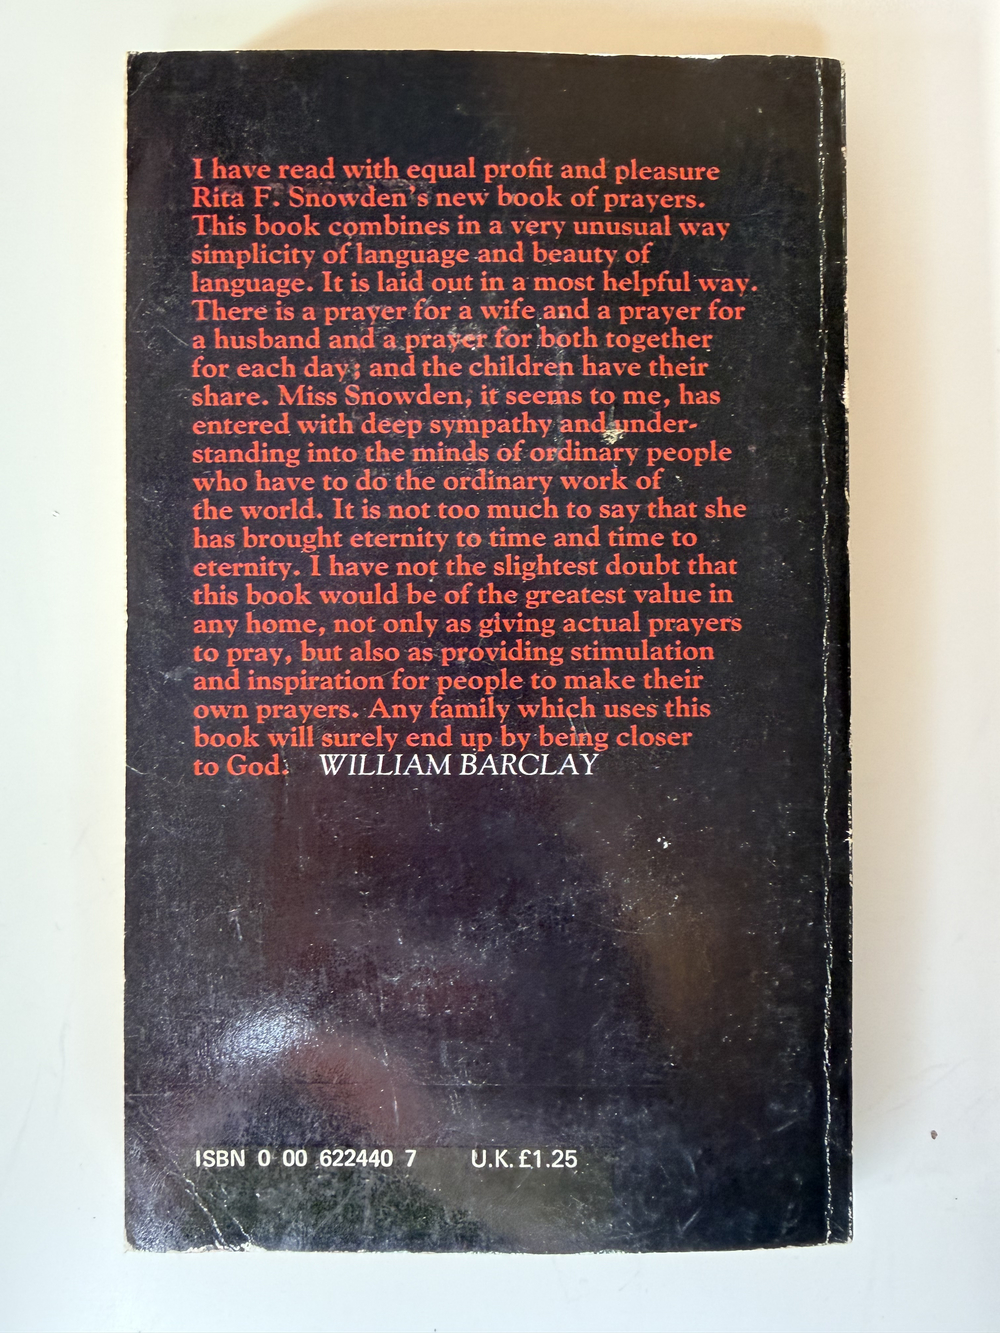 I have read with equal profit and pleasure
Rita F. Snowden's new book of prayers.
This book combines in a very unusual way
simplicity of language and beauty of
language. It is laid out in a most helpful way.
There is a prayer for a wife and a prayer for
a husband and a prayer for both together
for each day; and the children have their
share. Miss Snowden, it seems to me, has
entered with deep sympathy and under-
standing into the minds of ordinary people
who have to do the ordinary work of
the world. It is not too much to say that she
has brought eternity to time and time to
eternity. I have not the slightest doubt that
this book would be of the greatest value in
any home, not only as giving actual prayers
to pray, but also as providing stimulation
and inspiration for people to make their
own prayers. Any family which uses this
book will surely end up by being closer
to God. WILLIAM BARCLAY
ISBN 0 00 622440 7 U.K. £1.25